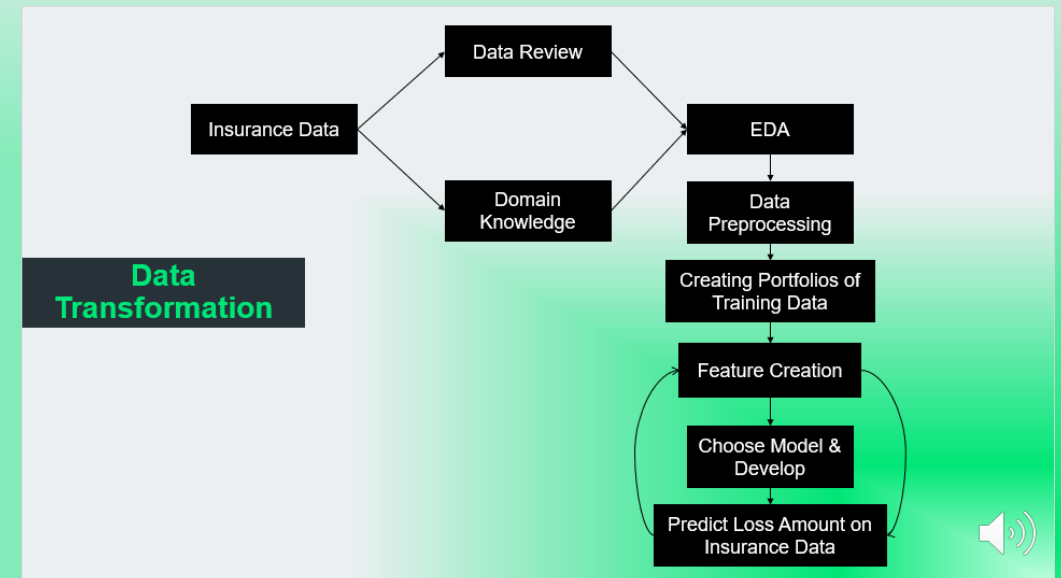 Data Review
Insurance Data
EDA
Domain
Knowledge
Data
Preprocessing
Data
Transformation
Creating Portfolios of
Training Data
Feature Creation
Choose Model &
Develop
Predict Loss Amount on
Insurance Data